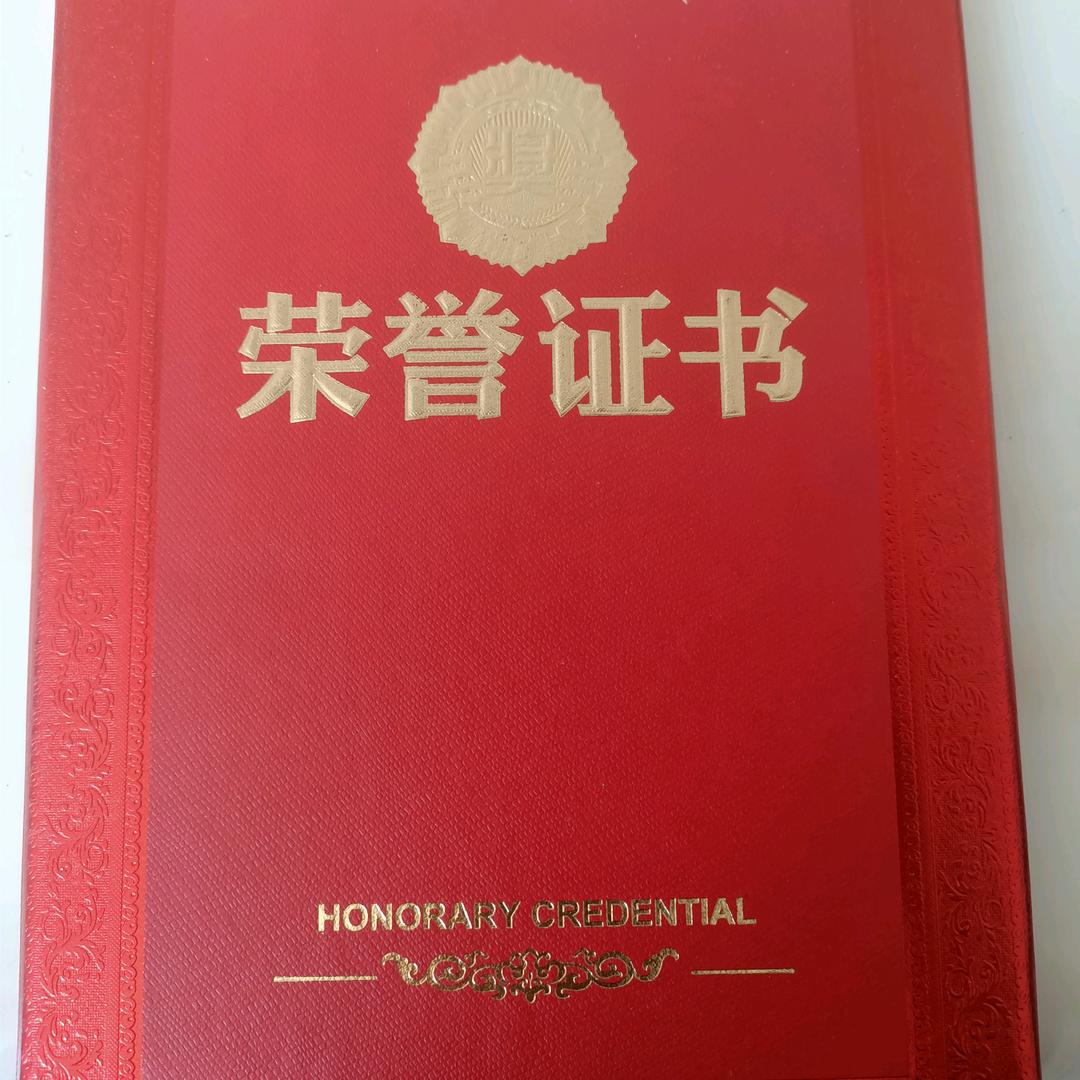 荣誉证书
HONORARY CREDENTIAL